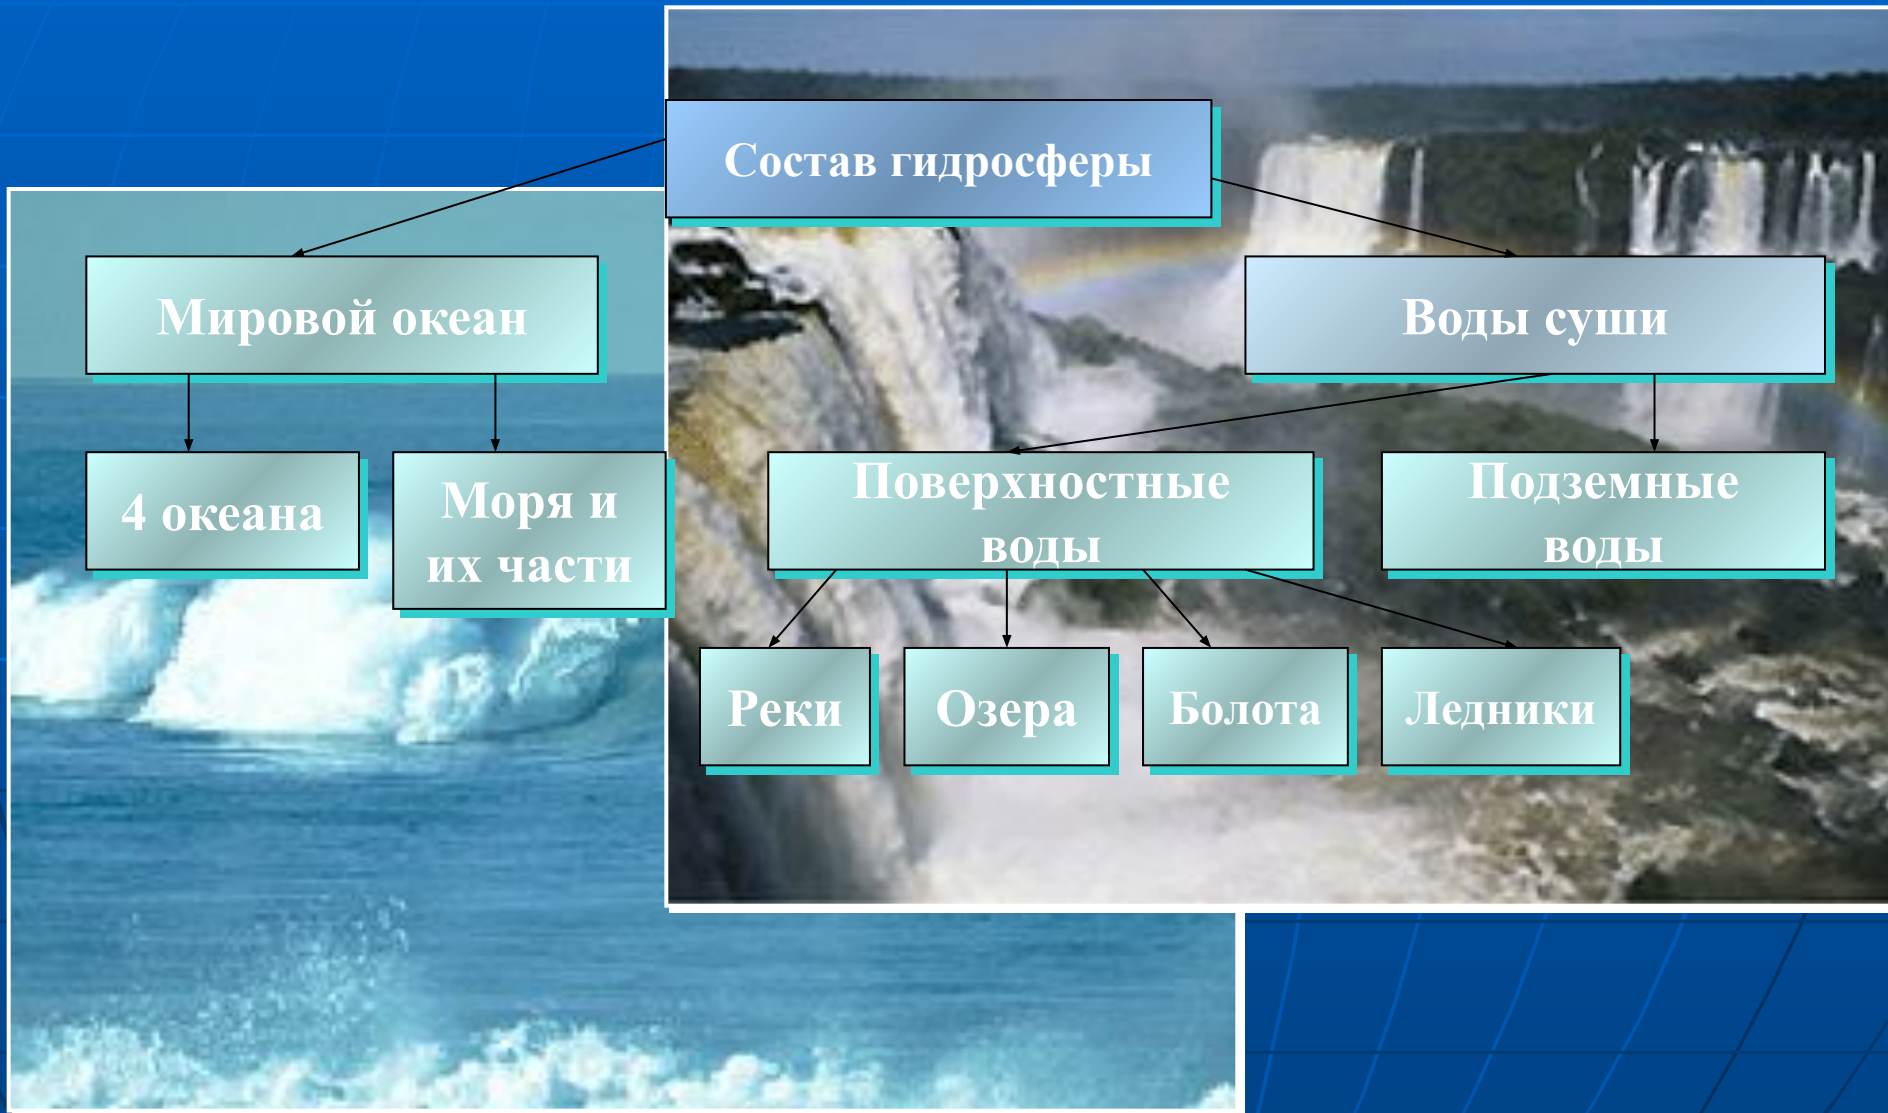 Состав гидросферы
Мировой океан
Воды суши
4 океана
Моря и
их части
Поверхностные
воды
Подземные
воды
Реки
Озера
Болота
Ледники